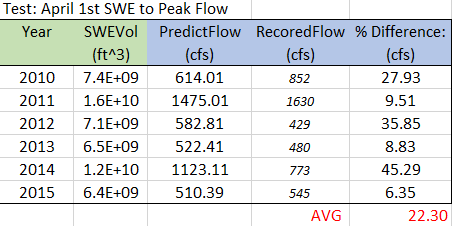 Test: April 1st SWE to Peak Flow
Year SWEVol PredictFlow RecoredFlow % Difference:
(ft^3) (cfs) (cfs) (cfs)
2010 7.4E+09 614.01 852 27.93
2011 1.6E+10 1475.01 1630 9.51
2012 7.1E+09 582.81 429 35.85
2013 6.5E+09 522.41 480 8.83
2014 1.2E+10 1123.11 773 45.29
2015 6.4E+09 510.39 545 6.35
AVG 22.30